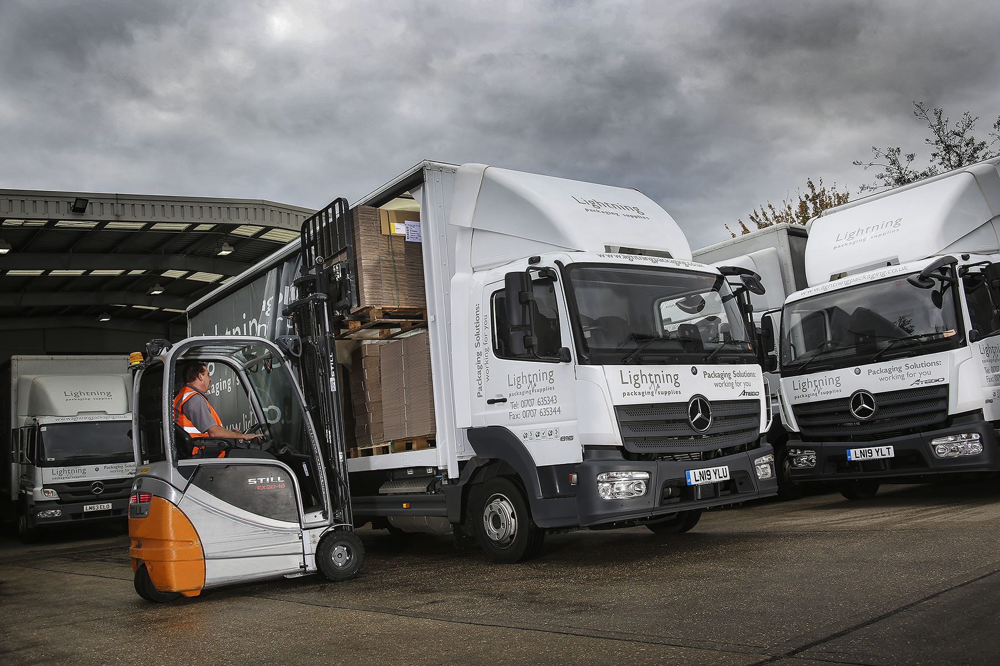 Lightning
packaging supplies
www.lightningpackaging.co.uk
Packaging Solutions:
working for you
Lightning
packaging supplies
Tel: 01707 635343
Fax: 01707 635344
816
Lightning
packaging supplies
Packaging Solutions:
working for you
ATEGO
LN19 YLU
Lightning
packaging supplies
www.lightningpackaging.co.uk
Lightning
packaging supplies
Packaging Solutions:
working for you
ATEGO
LN19 YLT
Lightning
816
Lightning
packaging supplies
www.lightningpackaging.co.uk
Lightning
packaging supplies
Packaging Solutions:
working for you
LM63 ELO
STILL
STILL
RX20-16